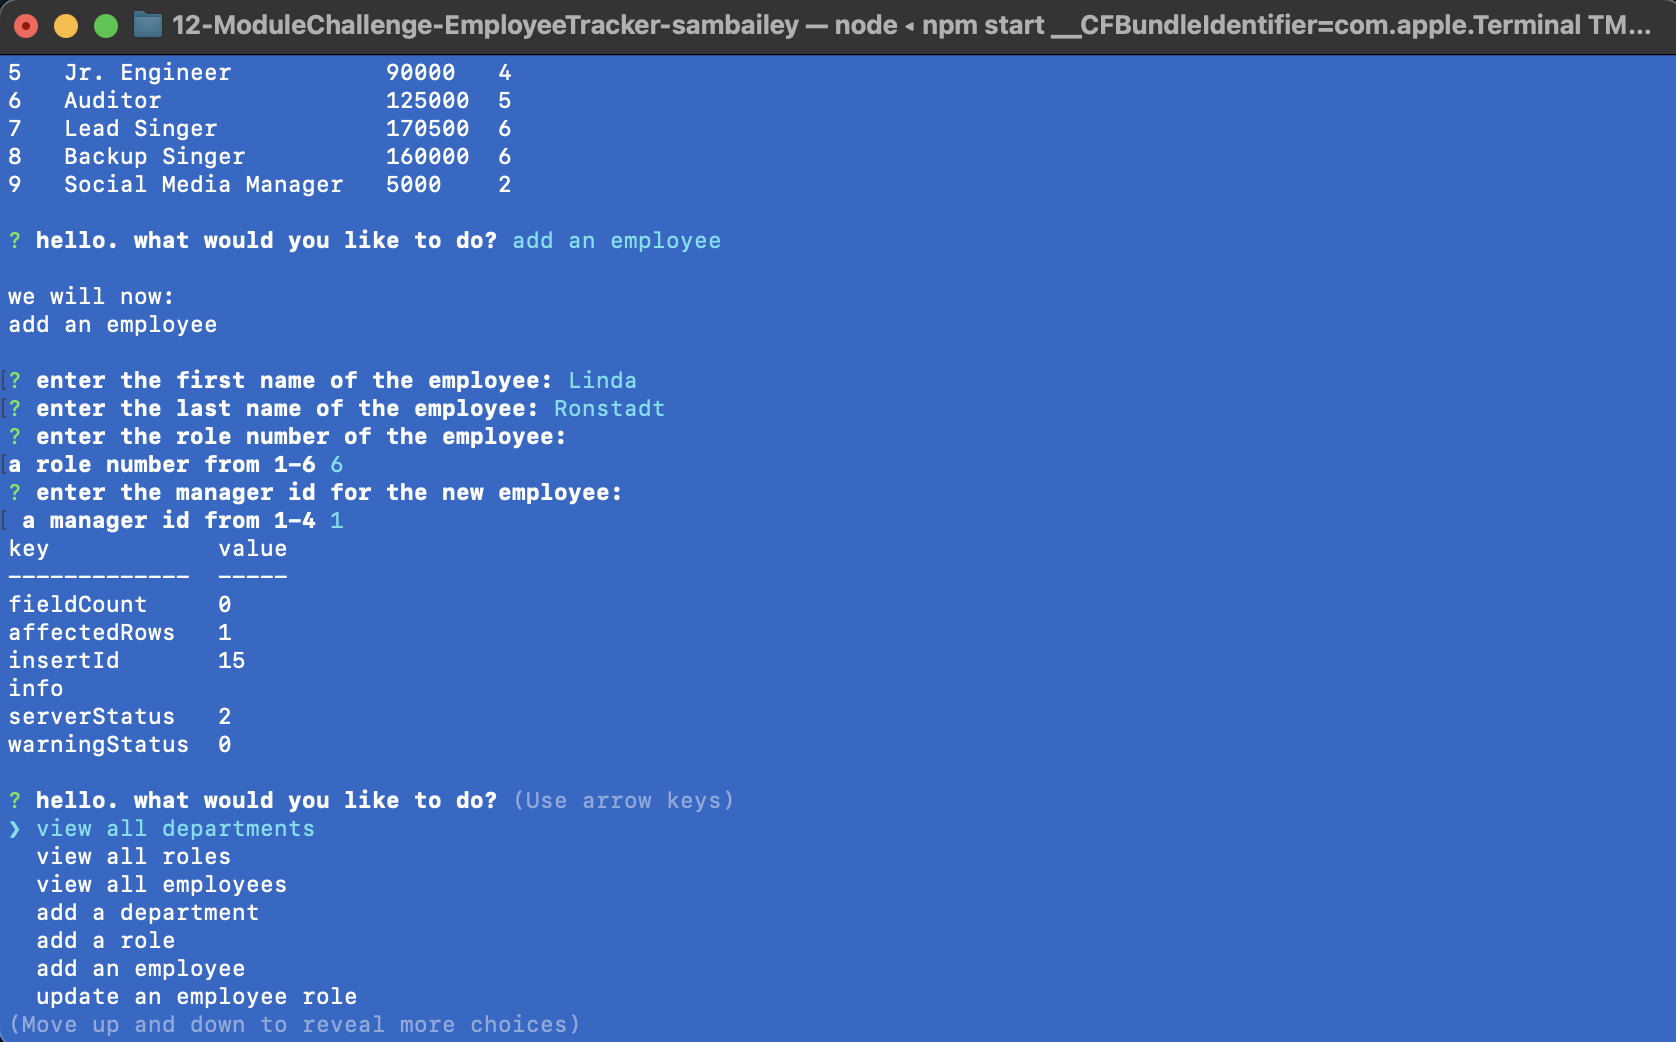 12-ModuleChallenge-EmployeeTracker-sambailey — node ◂ npm start __CFBundleIdentifier=com.apple.Terminal TM...
5   Jr. Engineer           90000   4
6   Auditor                125000  5
7   Lead Singer            170500  6
8   Backup Singer          160000  6
9   Social Media Manager   5000    2
? hello. what would you like to do? add an employee
we will now:
add an employee
[? enter the first name of the employee: Linda
[? enter the last name of the employee: Ronstadt
? enter the role number of the employee:
[a role number from 1-6 6
? enter the manager id for the new employee:
[ a manager id from 1-4 1
key            value
-------------  -----
fieldCount     0
affectedRows   1
insertId       15
info
serverStatus   2
warningStatus  0
? hello. what would you like to do? (Use arrow keys)
❯ view all departments
  view all roles
  view all employees
  add a department
  add a role
  add an employee
  update an employee role
(Move up and down to reveal more choices)